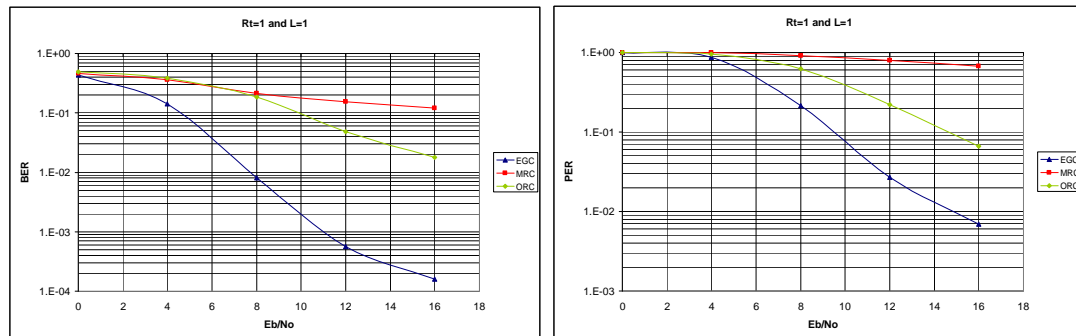 Rt=1 and L=1
1.E+00
1.E-01
1.E-02
1.E-03
1.E-04
BER
0 2 4 6 8 10 12 14 16 18
Eb/No
EGC
MRC
ORC
Rt=1 and L=1
1.E+00
1.E-01
1.E-02
1.E-03
PER
0 2 4 6 8 10 12 14 16 18
Eb/No
EGC
MRC
ORC